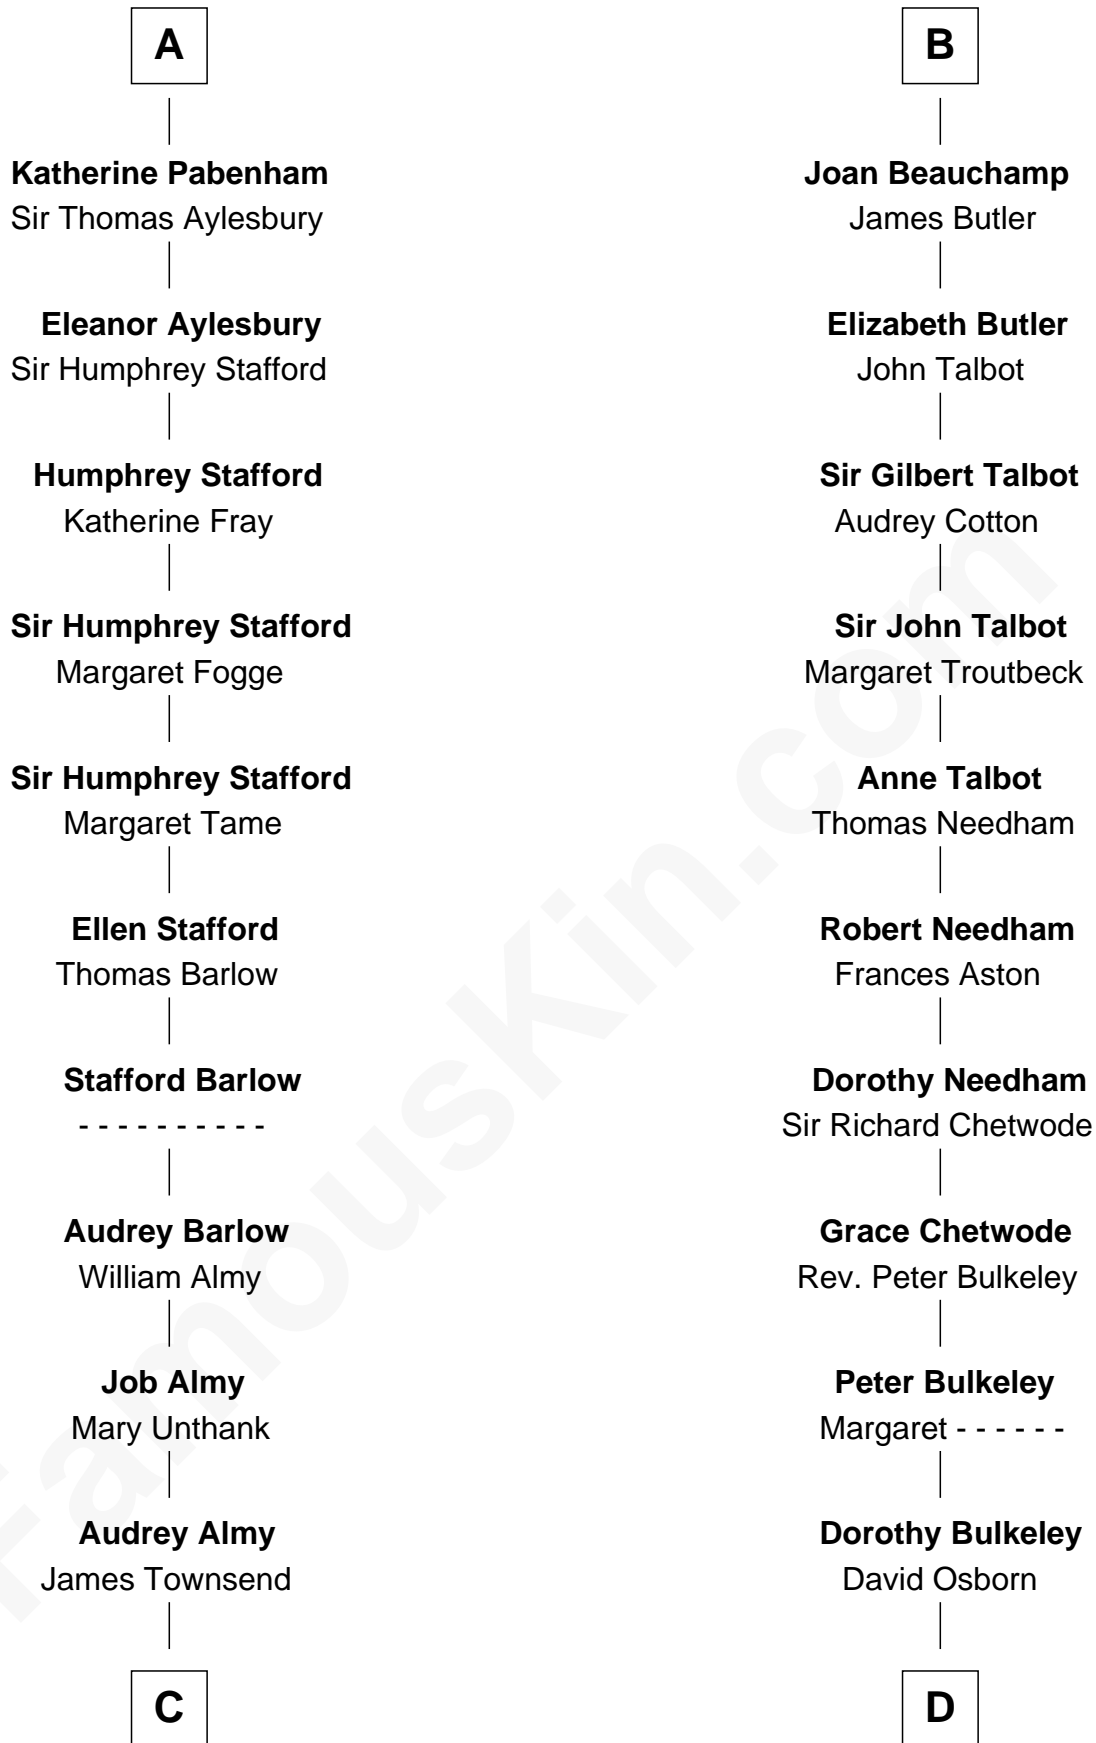 A
Katherine Pabenham
Sir Thomas Aylesbury
Eleanor Aylesbury
Sir Humphrey Stafford
Humphrey Stafford
Katherine Fray
Sir Humphrey Stafford
Margaret Fogge
Sir Humphrey Stafford
Margaret Tame
Ellen Stafford
Thomas Barlow
Stafford Barlow
- - - - - - - - - -
Audrey Barlow
William Almy
Job Almy
Mary Unthank
Audrey Almy
James Townsend
C
B
Joan Beauchamp
James Butler
Elizabeth Butler
John Talbot
Sir Gilbert Talbot
Audrey Cotton
Sir John Talbot
Margaret Troutbeck
Anne Talbot
Thomas Needham
Robert Needham
Frances Aston
Dorothy Needham
Sir Richard Chetwode
Grace Chetwode
Rev. Peter Bulkeley
Peter Bulkeley
Margaret - - - - - -
Dorothy Bulkeley
David Osborn
D
FamousKin.com